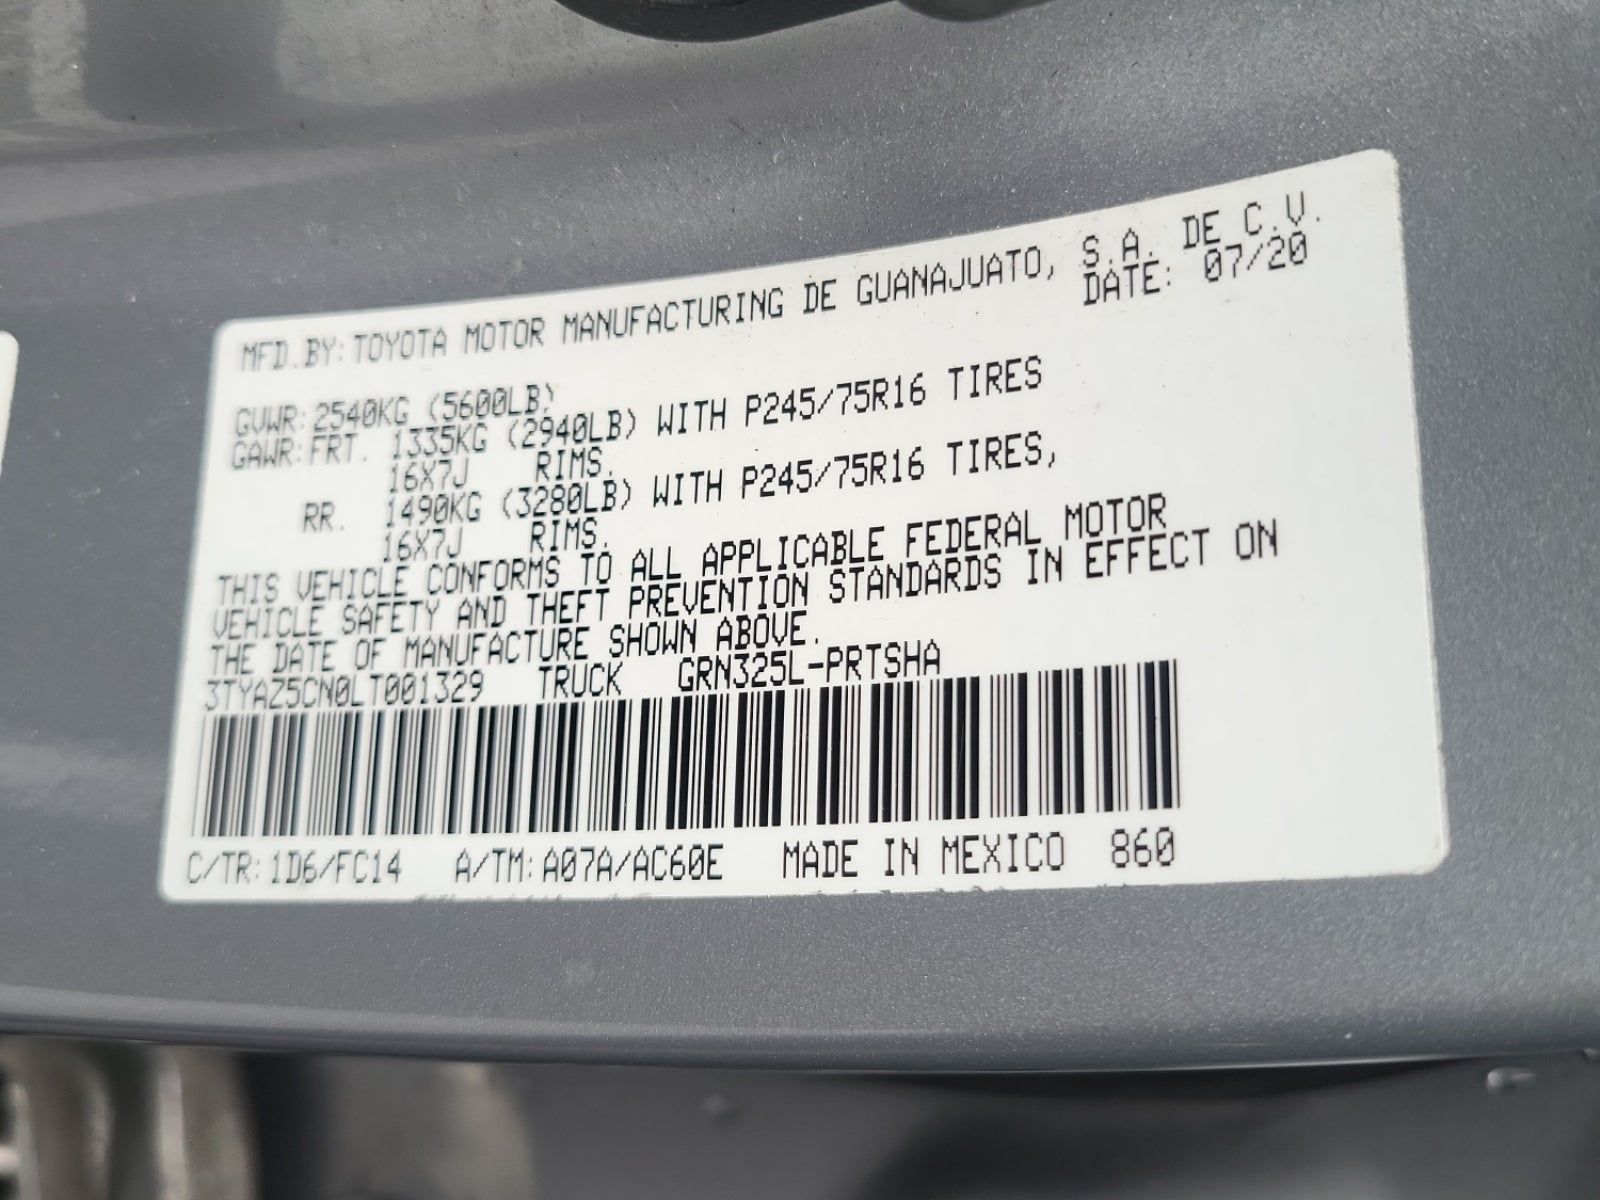 MFD.BY:TOYOTA MOTOR MANUFACTURING DE GUANAJUATO, S.A. DE C.V.
DATE: 07/20
GVWR:2540KG (5600LB)
GAWR:FRT. 1335KG (2940LB) WITH P245/75R16 TIRES
16X7J RIMS.
RR. 1490KG (3280LB) WITH P245/75R16 TIRES,
16X7J RIMS.
THIS VEHICLE CONFORMS TO ALL APPLICABLE FEDERAL MOTOR
VEHICLE SAFETY AND THEFT PREVENTION STANDARDS IN EFFECT ON
THE DATE OF MANUFACTURE SHOWN ABOVE.
3TYAZ5CN0LT001329 TRUCK GRN325L-PRTSHA
C/TR:1D6/FC14 A/TM:A07A/AC60E MADE IN MEXICO 860